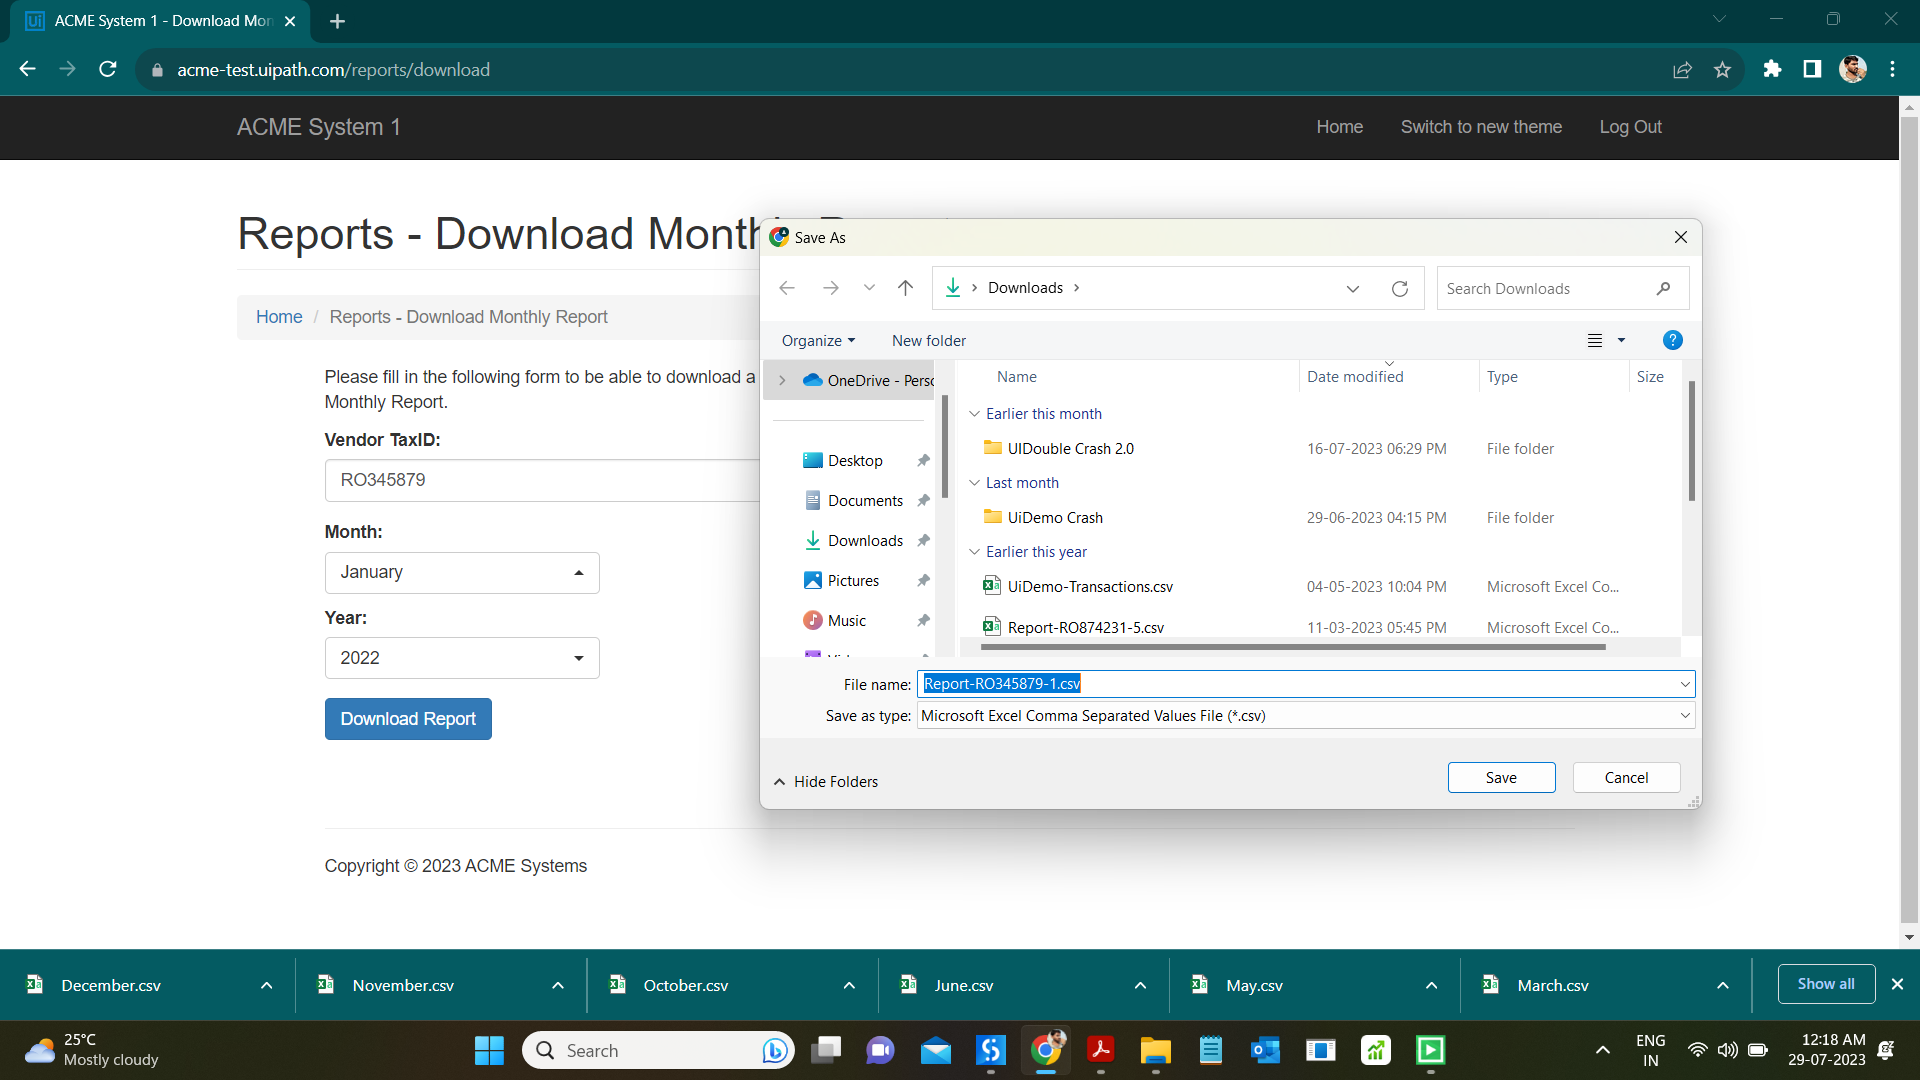 ACME System 1 - Download Mon
acme-test.uipath.com/reports/download
ACME System 1
Home
Switch to new theme
Log Out
Reports - Download Month
Home / Reports - Download Monthly Report
Please fill in the following form to be able to download a
Monthly Report.
Vendor TaxID:
RO345879
Month:
January
Year:
2022
Download Report
Copyright © 2023 ACME Systems
Save As
Downloads
Search Downloads
Organize
New folder
?
OneDrive - Perso
Desktop
Documents
Downloads
Pictures
Music
Name
Date modified
Type
Size
Earlier this month
UIDouble Crash 2.0 16-07-2023 06:29 PM File folder
Last month
UiDemo Crash 29-06-2023 04:15 PM File folder
Earlier this year
UiDemo-Transactions.csv 04-05-2023 10:04 PM Microsoft Excel Co...
Report-RO874231-5.csv 11-03-2023 05:45 PM Microsoft Excel Co...
File name: Report-RO345879-1.csv
Save as type: Microsoft Excel Comma Separated Values File (*.csv)
Hide Folders
Save
Cancel
December.csv
November.csv
October.csv
June.csv
May.csv
March.csv
Show all
25°C
Mostly cloudy
Search
ENG
IN
12:18 AM
29-07-2023